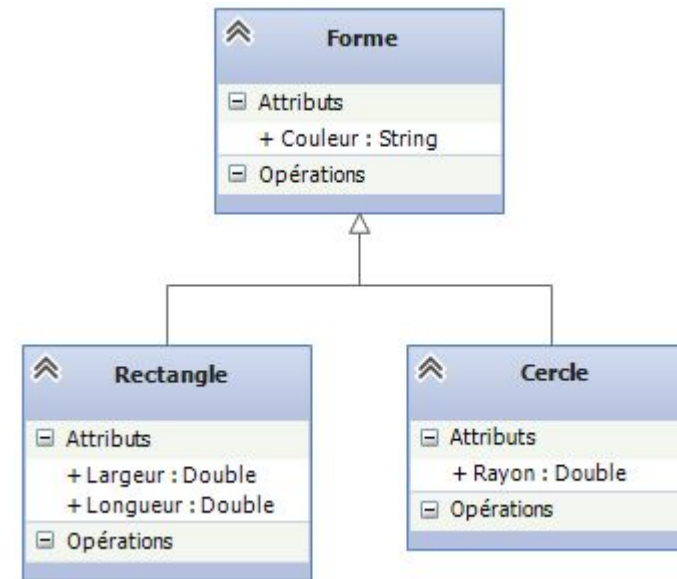 Forme
Attributs
+ Couleur : String
Opérations
Rectangle
Attributs
+ Largeur : Double
+ Longueur : Double
Opérations
Cercle
Attributs
+ Rayon : Double
Opérations